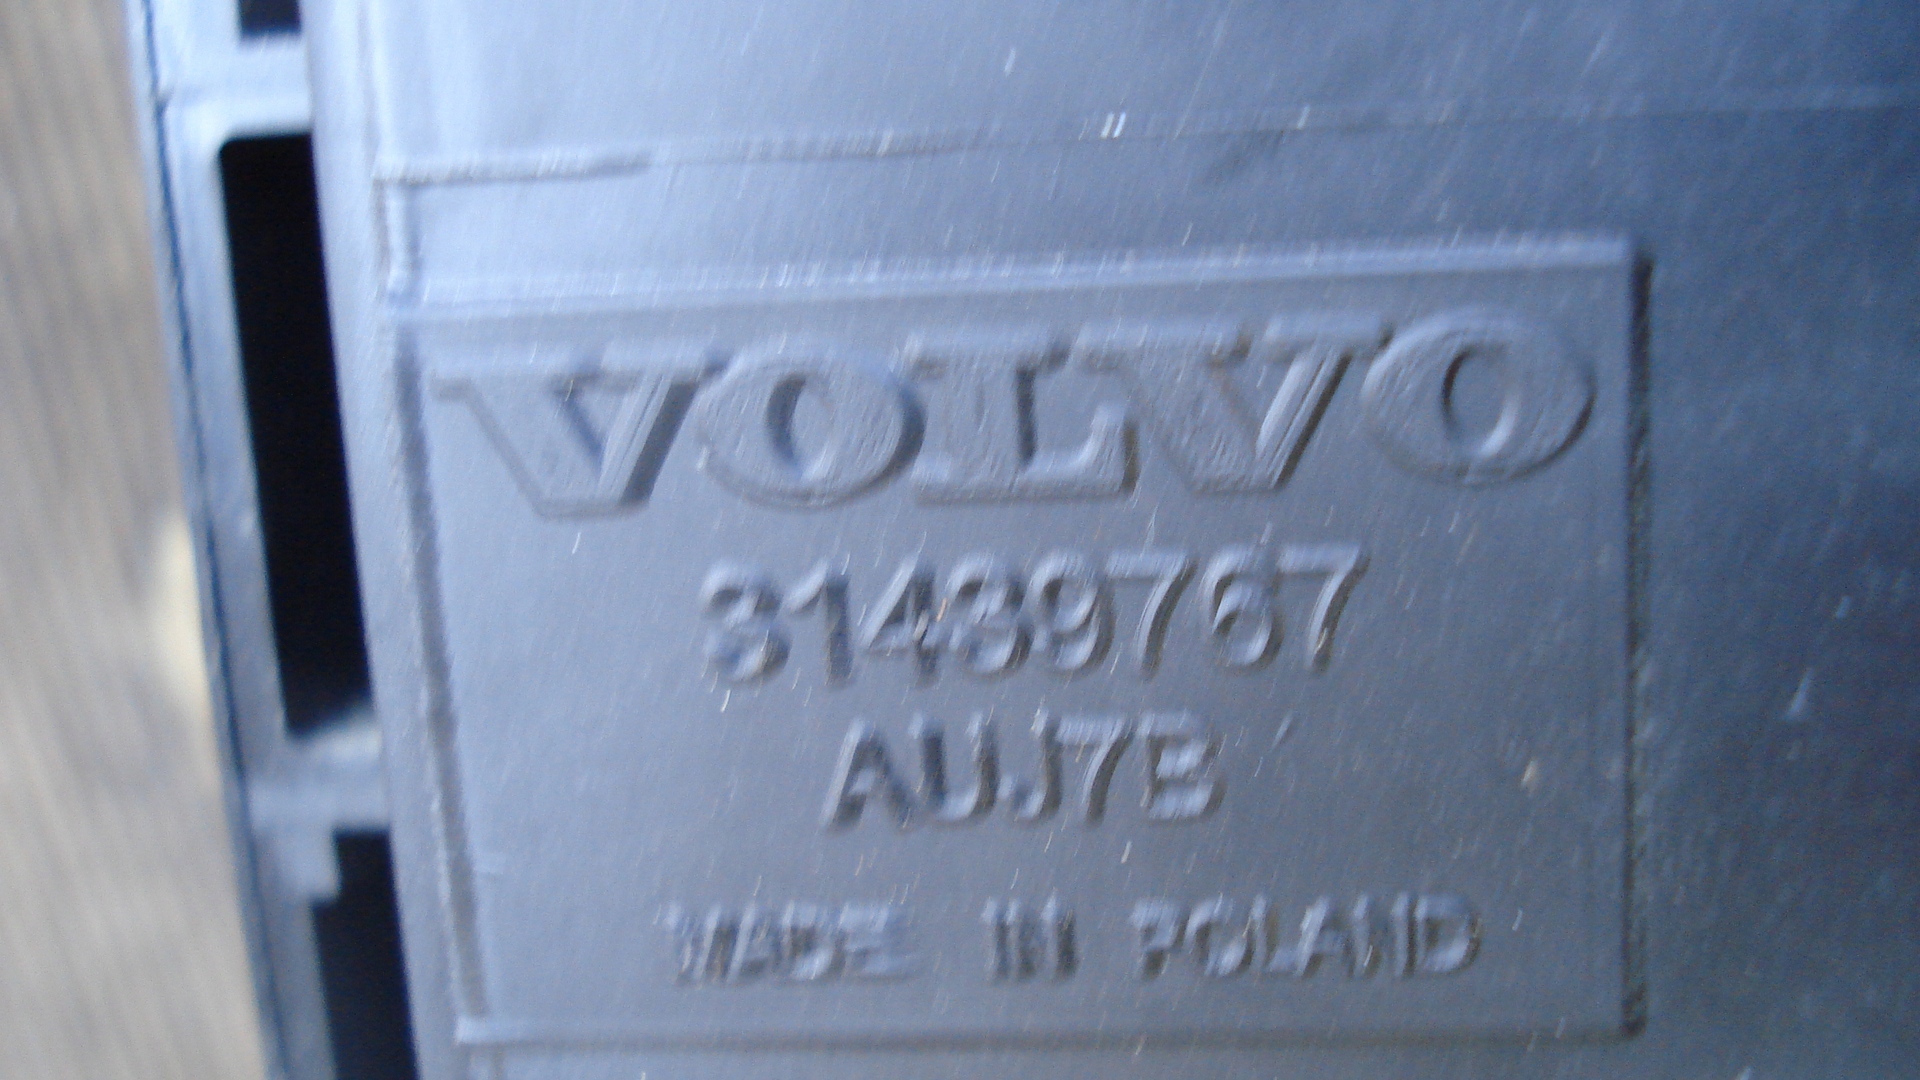 VOLVO
31439767
AUJ7B
MADE IN POLAND